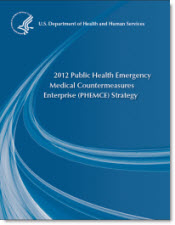 U.S. Department of Health and Human Services
2012 Public Health Emergency
Medical Countermeasures
Enterprise (PHEMCE) Strategy